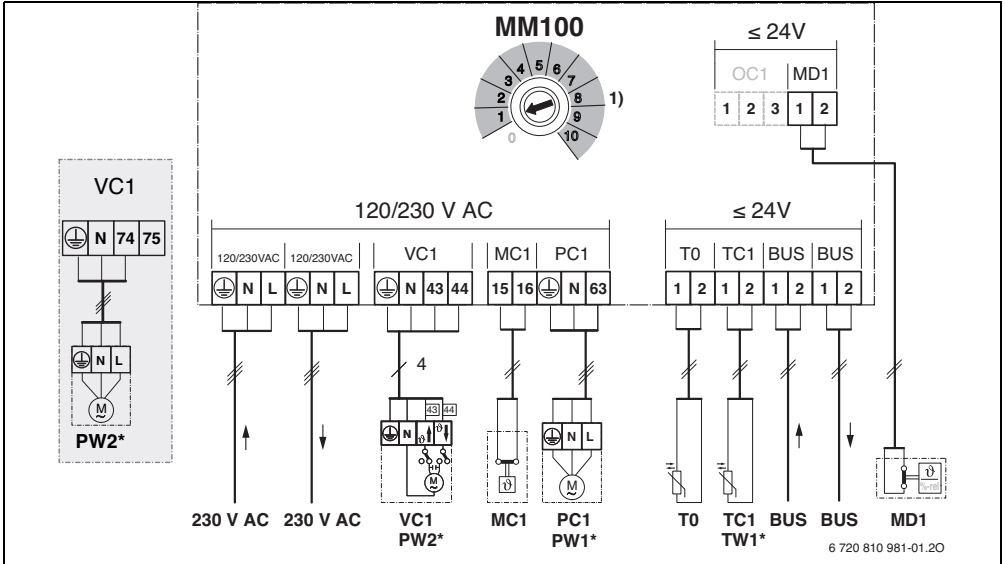 MM100
≤ 24V
OC1 MD1
1 2 3 1 2
0 1 2 3 4 5 6 7 8 9 10
1)
VC1
N 74 75
N L
M
~
PW2*
120/230 V AC
≤ 24V
120/230VAC 120/230VAC VC1 MC1 PC1 T0 TC1 BUS BUS
N L N L N 43 44 15 16 N 63 1 2 1 2 1 2 1 2
4
43 44
N ϑ ϑ
M
~
ϑ
N L
M
~
ϑ
230 V AC 230 V AC VC1 MC1 PC1 T0 TC1 BUS BUS MD1
PW2* PW1* TW1*
6 720 810 981-01.2O